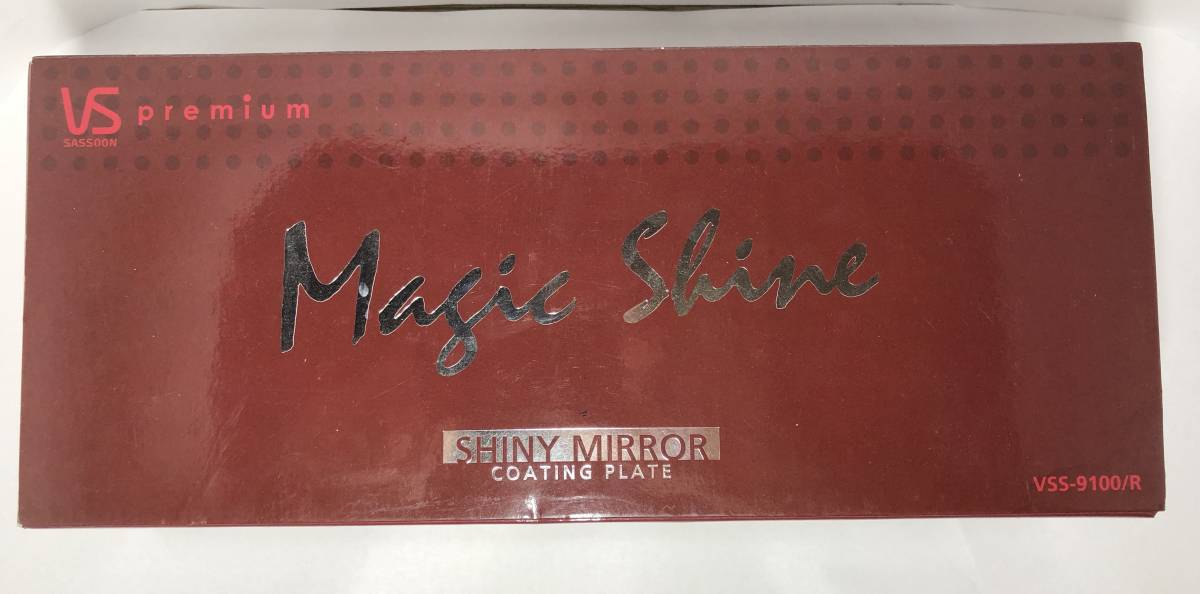 VS premium
SASSOON
Magic Shine
SHINY MIRROR
COATING PLATE
VSS-9100/R